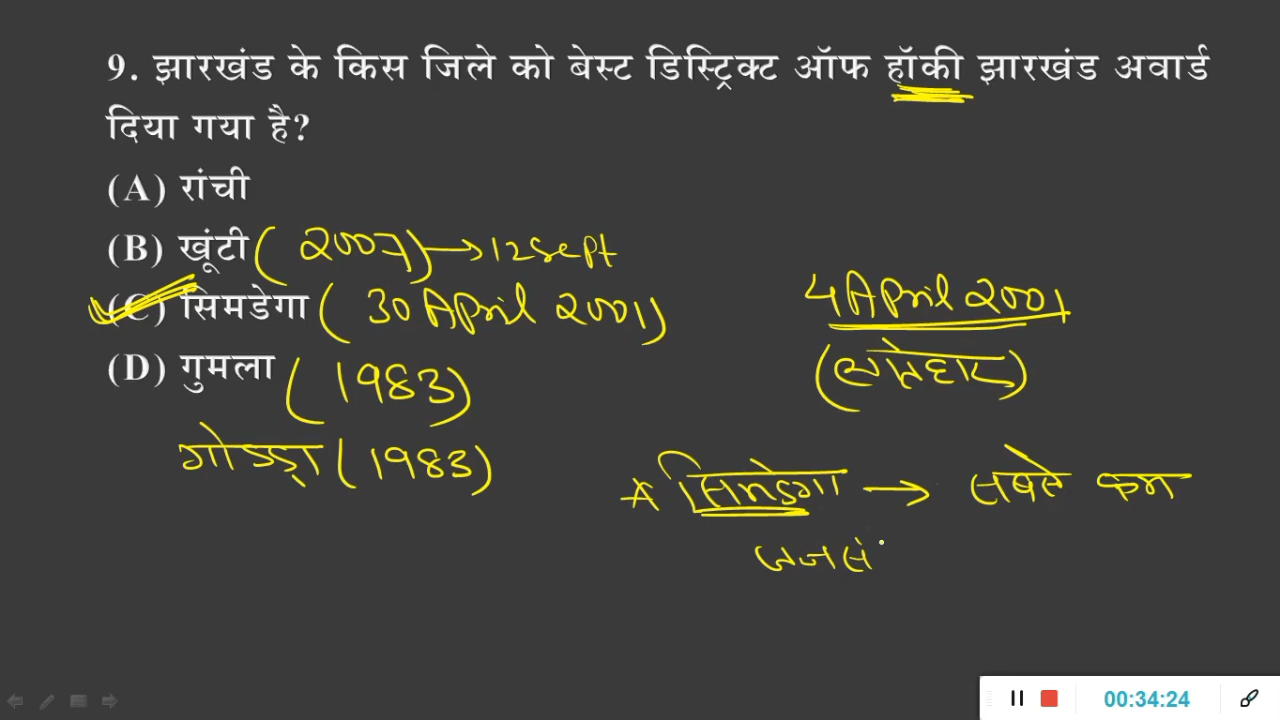 9. झारखंड के किस जिले को बेस्ट डिस्ट्रिक्ट ऑफ हॉकी झारखंड अवार्ड
दिया गया है?
(A) रांची
(B) खूंटी ( 2007) → 12 Sept
(C) सिमडेगा ( 30 April 2001)
4 April 2001
(D) गुमला ( 1983)
(लातेहार)
गोड्डा ( 1983)
* सिमडेगा → सबसे कम
जनसं
00:34:24